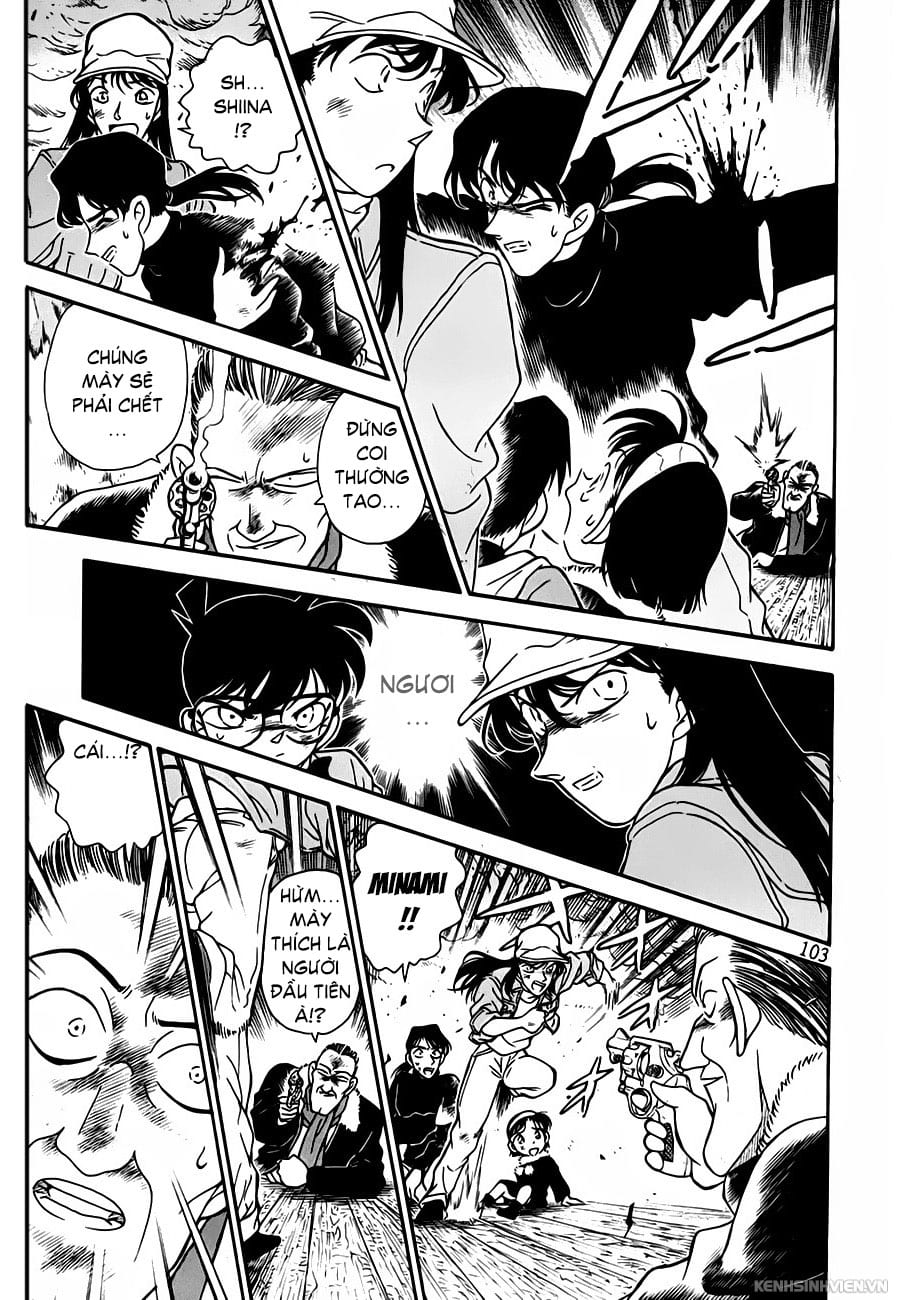 SH...
SHIINA
!?
ĐỪNG
COI
THƯỜNG
TAO...
CHÚNG
MÀY SẼ
PHẢI CHẾT
...
NGƯƠI
...
MINAMI
!!
HỪM...
MÀY
THÍCH LÀ
NGƯỜI
ĐẦU TIÊN
À!?
CÁI...!?
103
KENHSINHVIEN.VN